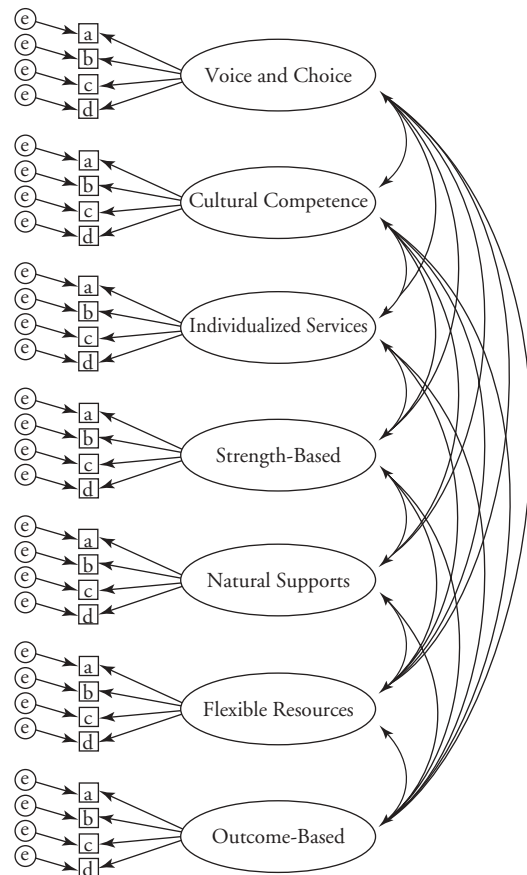 e
a
e
b
e
c
e
d
Voice and Choice
e
a
e
b
e
c
e
d
Cultural Competence
e
a
e
b
e
c
e
d
Individualized Services
e
a
e
b
e
c
e
d
Strength-Based
e
a
e
b
e
c
e
d
Natural Supports
e
a
e
b
e
c
e
d
Flexible Resources
e
a
e
b
e
c
e
d
Outcome-Based